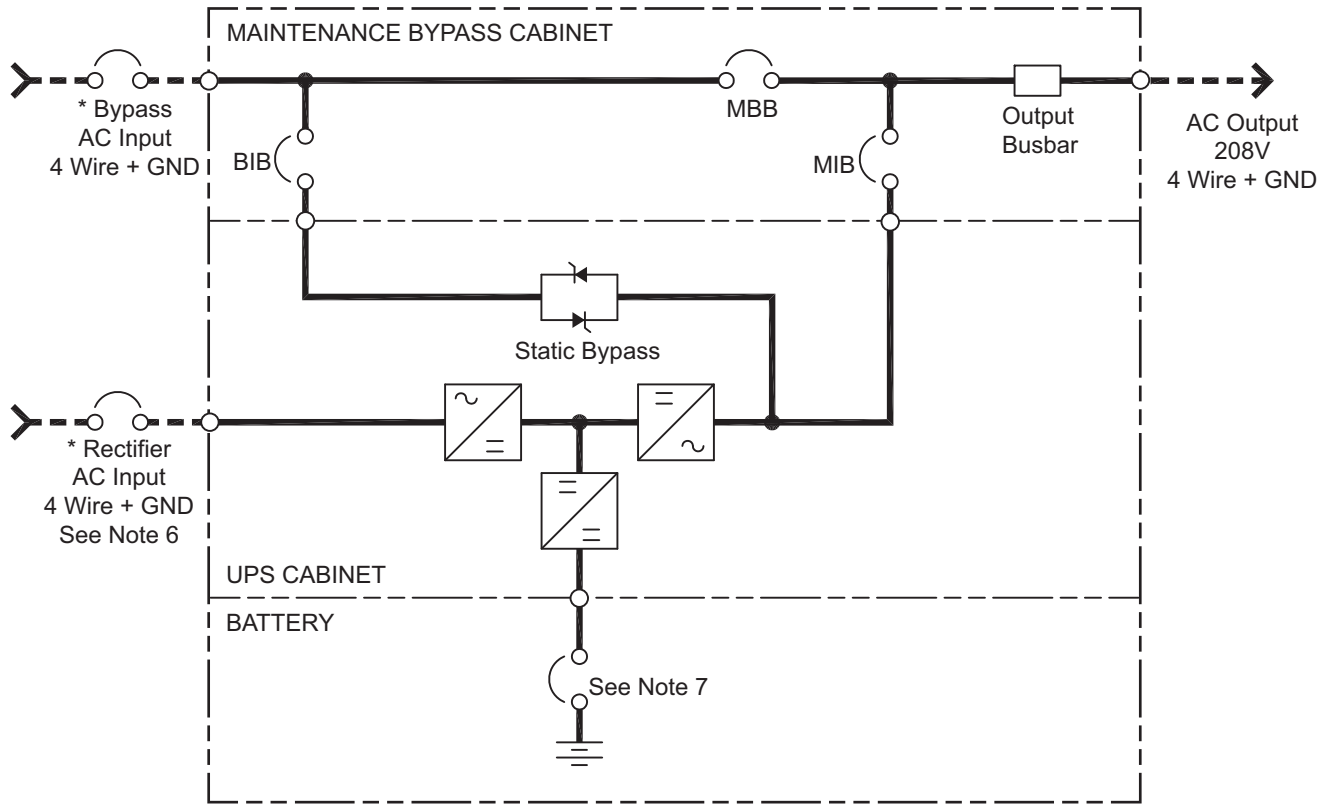 MAINTENANCE BYPASS CABINET
* Bypass
AC Input
4 Wire + GND
BIB
MBB
MIB
Output
Busbar
AC Output
208V
4 Wire + GND
Static Bypass
* Rectifier
AC Input
4 Wire + GND
See Note 6
UPS CABINET
BATTERY
See Note 7